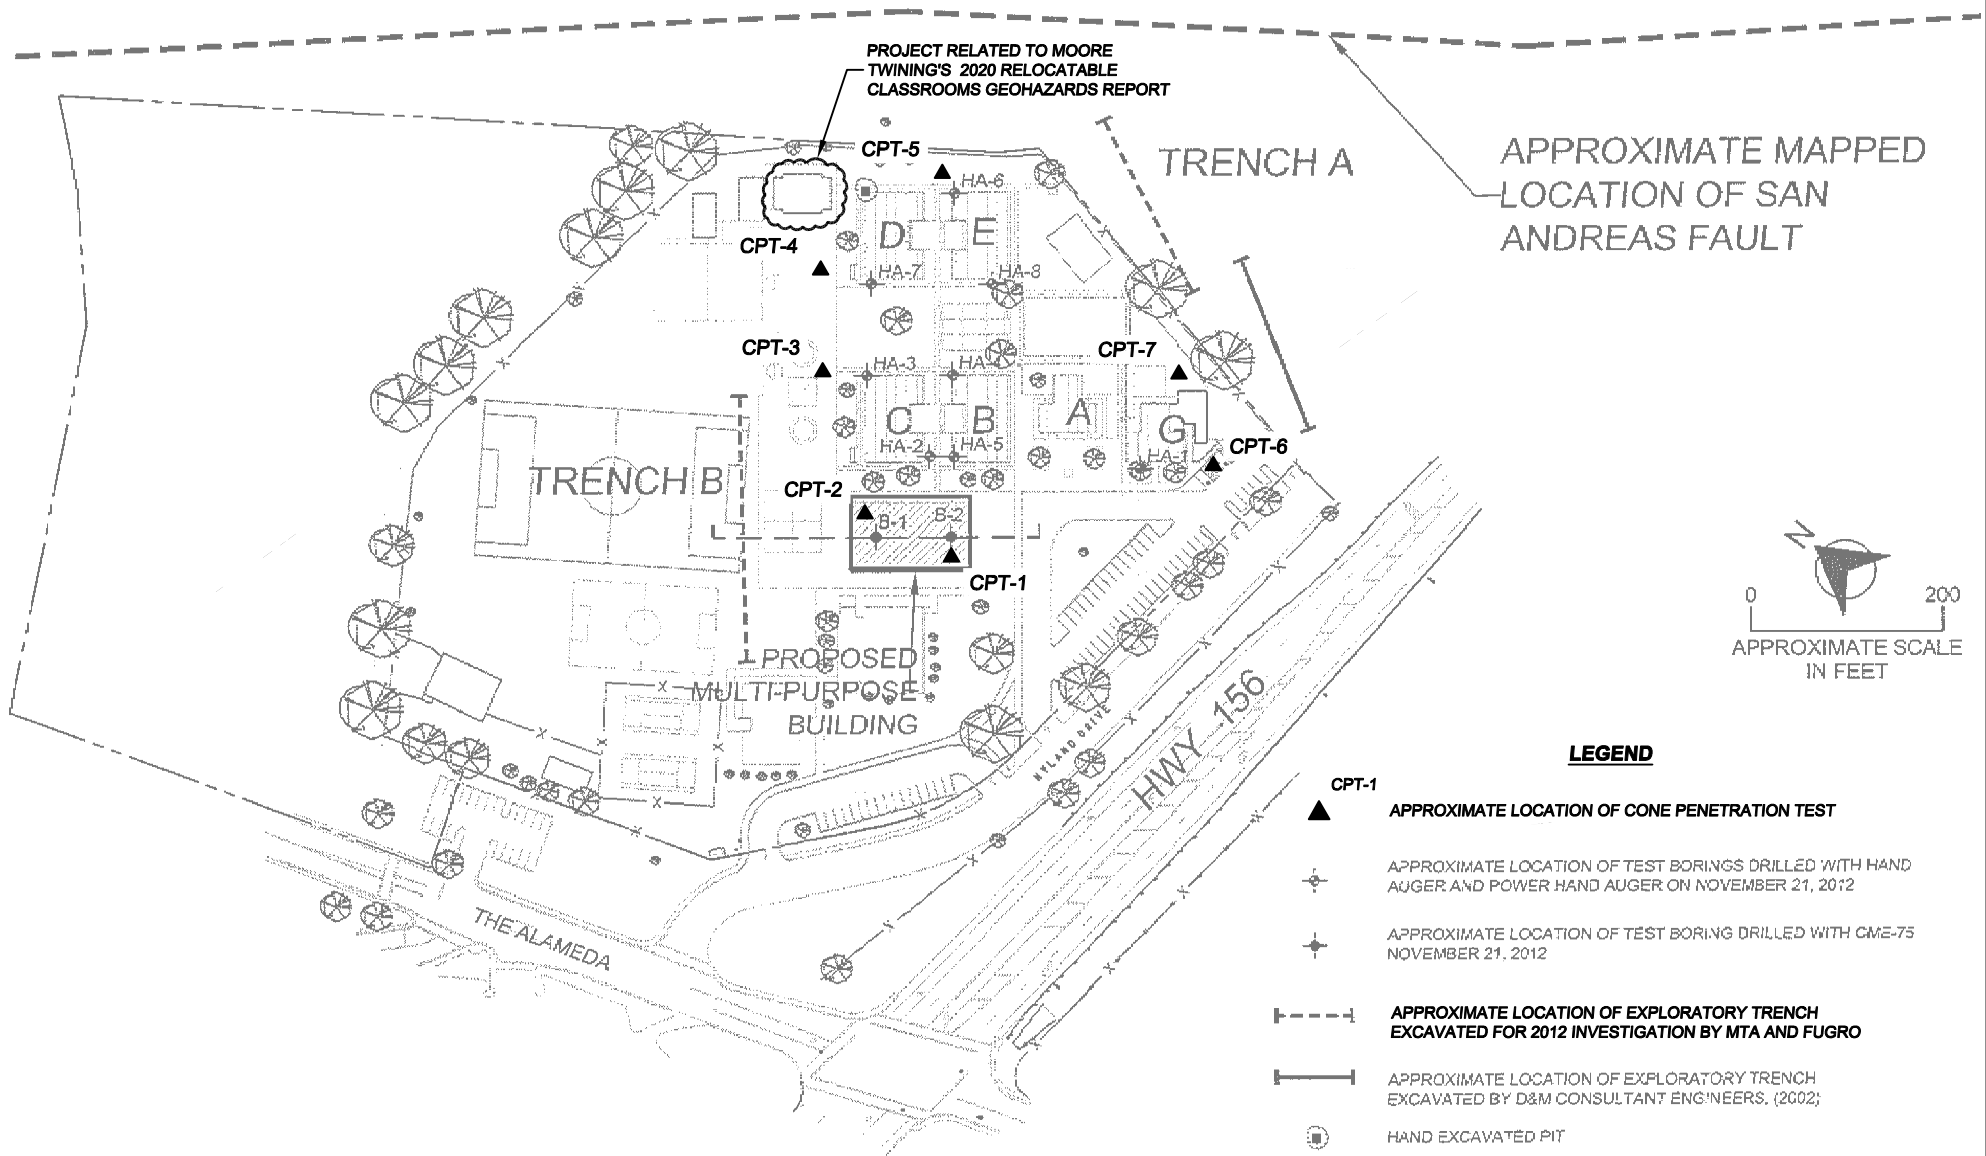 PROJECT RELATED TO MOORE
TWINING'S 2020 RELOCATABLE
CLASSROOMS GEOHAZARDS REPORT
CPT-5
TRENCH A
APPROXIMATE MAPPED
LOCATION OF SAN
ANDREAS FAULT
HA-6
D
E
CPT-4
HA-7
HA-8
CPT-3
CPT-7
HA-3
C
B
A
G
HA-2
HA-5
HA-1
CPT-6
TRENCH B
CPT-2
B-1
B-2
CPT-1
N
0
200
APPROXIMATE SCALE
IN FEET
PROPOSED
MULTI-PURPOSE
BUILDING
NYLAND DRIVE
HWY 156
THE ALAMEDA
LEGEND
CPT-1
APPROXIMATE LOCATION OF CONE PENETRATION TEST
APPROXIMATE LOCATION OF TEST BORINGS DRILLED WITH HAND
AUGER AND POWER HAND AUGER ON NOVEMBER 21, 2012
APPROXIMATE LOCATION OF TEST BORING DRILLED WITH CME-75
NOVEMBER 21, 2012
APPROXIMATE LOCATION OF EXPLORATORY TRENCH
EXCAVATED FOR 2012 INVESTIGATION BY MTA AND FUGRO
APPROXIMATE LOCATION OF EXPLORATORY TRENCH
EXCAVATED BY D&M CONSULTANT ENGINEERS, (2002)
HAND EXCAVATED PIT